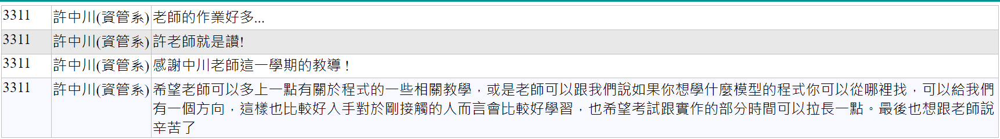 3311 許中川(資管系) 老師的作業好多...
3311 許中川(資管系) 許老師就是讚!
3311 許中川(資管系) 感謝中川老師這一學期的教導！
3311 許中川(資管系) 希望老師可以多上一點有關於程式的一些相關教學，或是老師可以跟我們說如果你想學什麼模型的程式你可以從哪裡找，可以給我們
有一個方向，這樣也比較好入手對於剛接觸的人而言會比較好學習，也希望考試跟實作的部分時間可以拉長一點。最後也想跟老師說
辛苦了